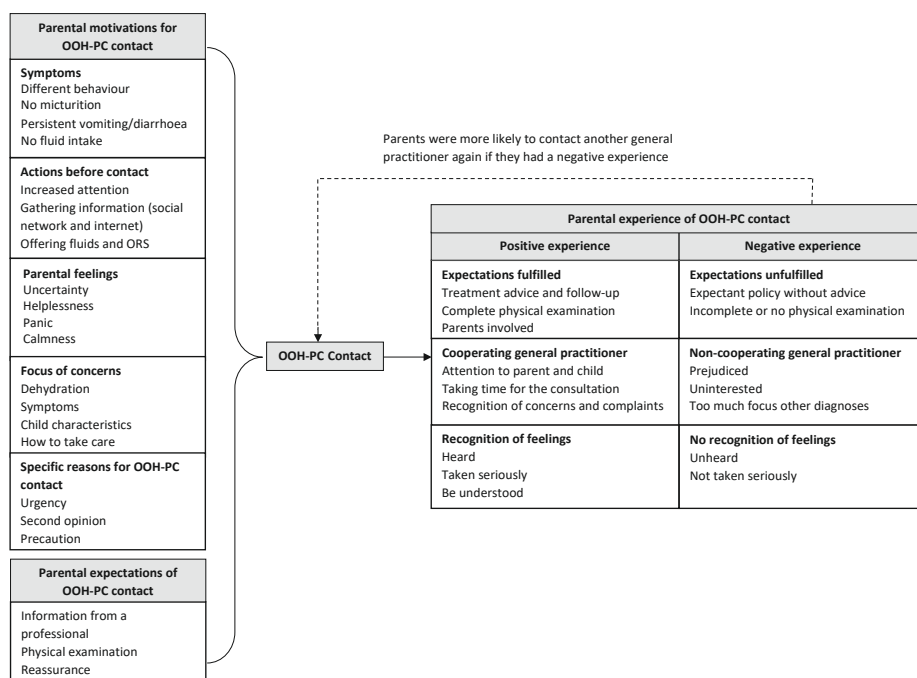 Parental motivations for
OOH-PC contact
Symptoms
Different behaviour
No micturition
Persistent vomiting/diarrhoea
No fluid intake
Actions before contact
Increased attention
Gathering information (social
network and internet)
Offering fluids and ORS
Parental feelings
Uncertainty
Helplessness
Panic
Calmness
Focus of concerns
Dehydration
Symptoms
Child characteristics
How to take care
Specific reasons for OOH-PC
contact
Urgency
Second opinion
Precaution
Parental expectations of
OOH-PC contact
Information from a
professional
Physical examination
Reassurance
OOH-PC Contact
Parents were more likely to contact another general
practitioner again if they had a negative experience
Parental experience of OOH-PC contact
Positive experience
Negative experience
Expectations fulfilled
Treatment advice and follow-up
Complete physical examination
Parents involved
Expectations unfulfilled
Expectant policy without advice
Incomplete or no physical examination
Cooperating general practitioner
Attention to parent and child
Taking time for the consultation
Recognition of concerns and complaints
Non-cooperating general practitioner
Prejudiced
Uninterested
Too much focus other diagnoses
Recognition of feelings
Heard
Taken seriously
Be understood
No recognition of feelings
Unheard
Not taken seriously